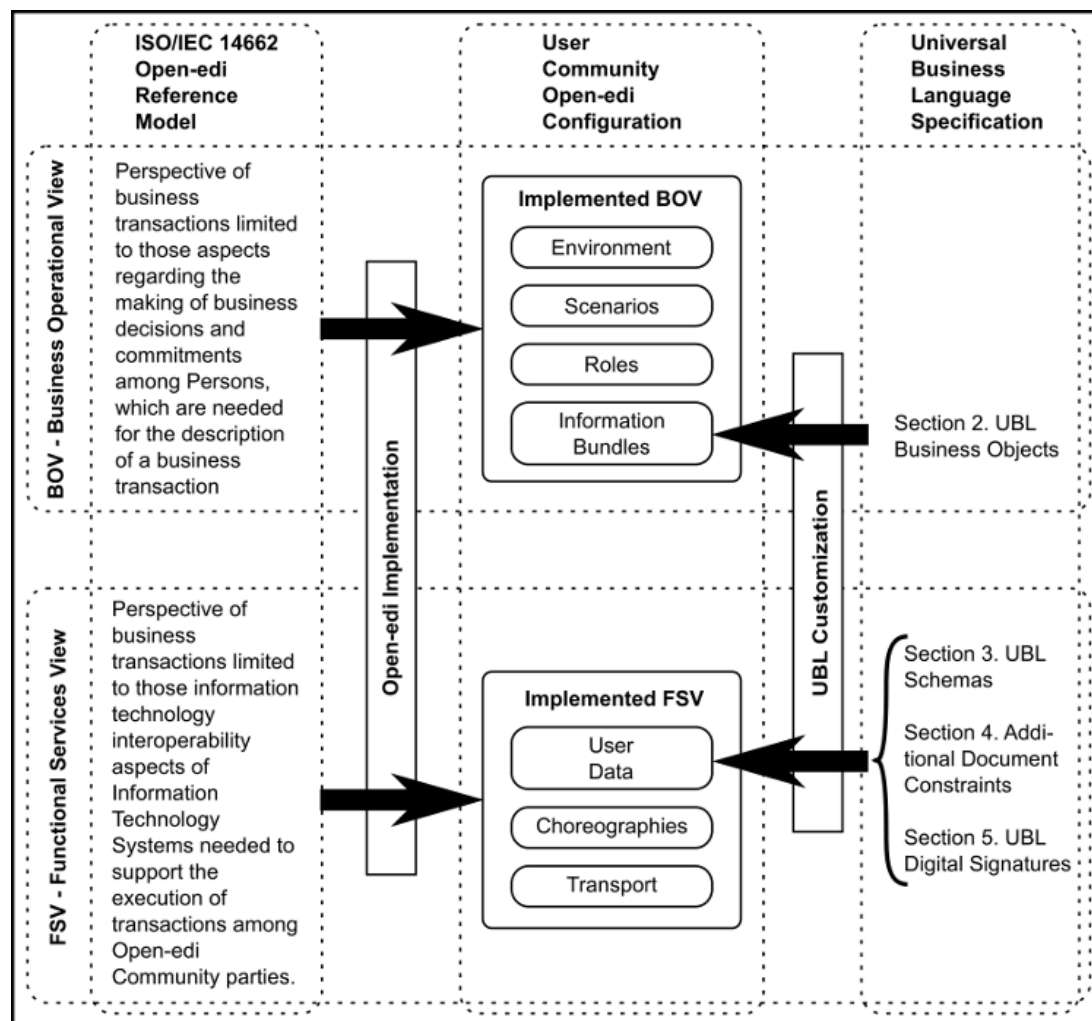 ISO/IEC 14662
Open-edi
Reference
Model
User
Community
Open-edi
Configuration
Universal
Business
Language
Specification
BOV - Business Operational View
Perspective of
business
transactions limited
to those aspects
regarding the
making of business
decisions and
commitments
among Persons,
which are needed
for the description
of a business
transaction
Open-edi Implementation
Implemented BOV
Environment
Scenarios
Roles
Information
Bundles
UBL Customization
Section 2. UBL
Business Objects
FSV - Functional Services View
Perspective of
business
transactions limited
to those information
technology
interoperability
aspects of
Information
Technology
Systems needed to
support the
execution of
transactions among
Open-edi
Community parties.
Implemented FSV
User
Data
Choreographies
Transport
Section 3. UBL
Schemas
Section 4. Addi-
tional Document
Constraints
Section 5. UBL
Digital Signatures